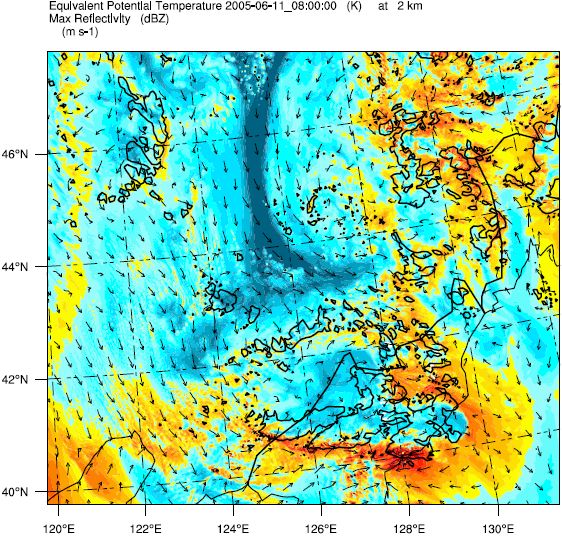 Equivalent Potential Temperature 2005-06-11_08:00:00 (K) at 2 km
Max Reflectivity (dBZ)
(m s-1)
46°N
44°N
42°N
40°N
120°E 122°E 124°E 126°E 128°E 130°E